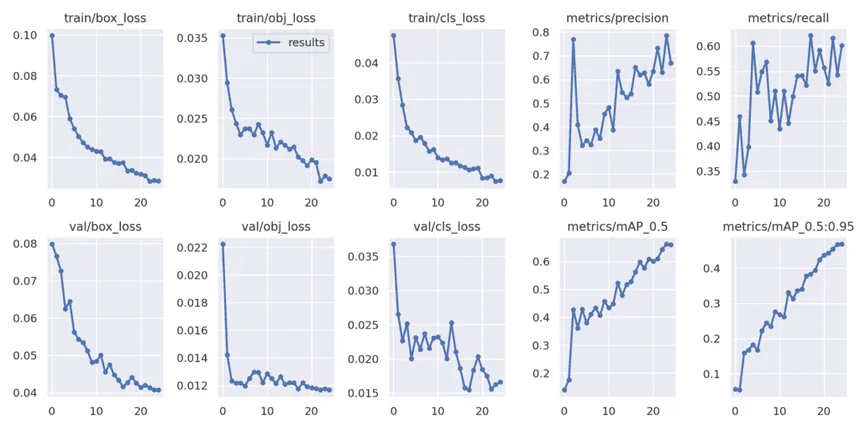 train/box_loss
0.10
0.08
0.06
0.04
0 10 20
train/obj_loss
results
0.035
0.030
0.025
0.020
0 10 20
train/cls_loss
0.04
0.03
0.02
0.01
0 10 20
metrics/precision
0.8
0.7
0.6
0.5
0.4
0.3
0.2
0 10 20
metrics/recall
0.60
0.55
0.50
0.45
0.40
0.35
0 10 20
val/box_loss
0.08
0.07
0.06
0.05
0.04
0 10 20
val/obj_loss
0.022
0.020
0.018
0.016
0.014
0.012
0 10 20
val/cls_loss
0.035
0.030
0.025
0.020
0.015
0 10 20
metrics/mAP_0.5
0.6
0.5
0.4
0.3
0.2
0 10 20
metrics/mAP_0.5:0.95
0.4
0.3
0.2
0.1
0 10 20